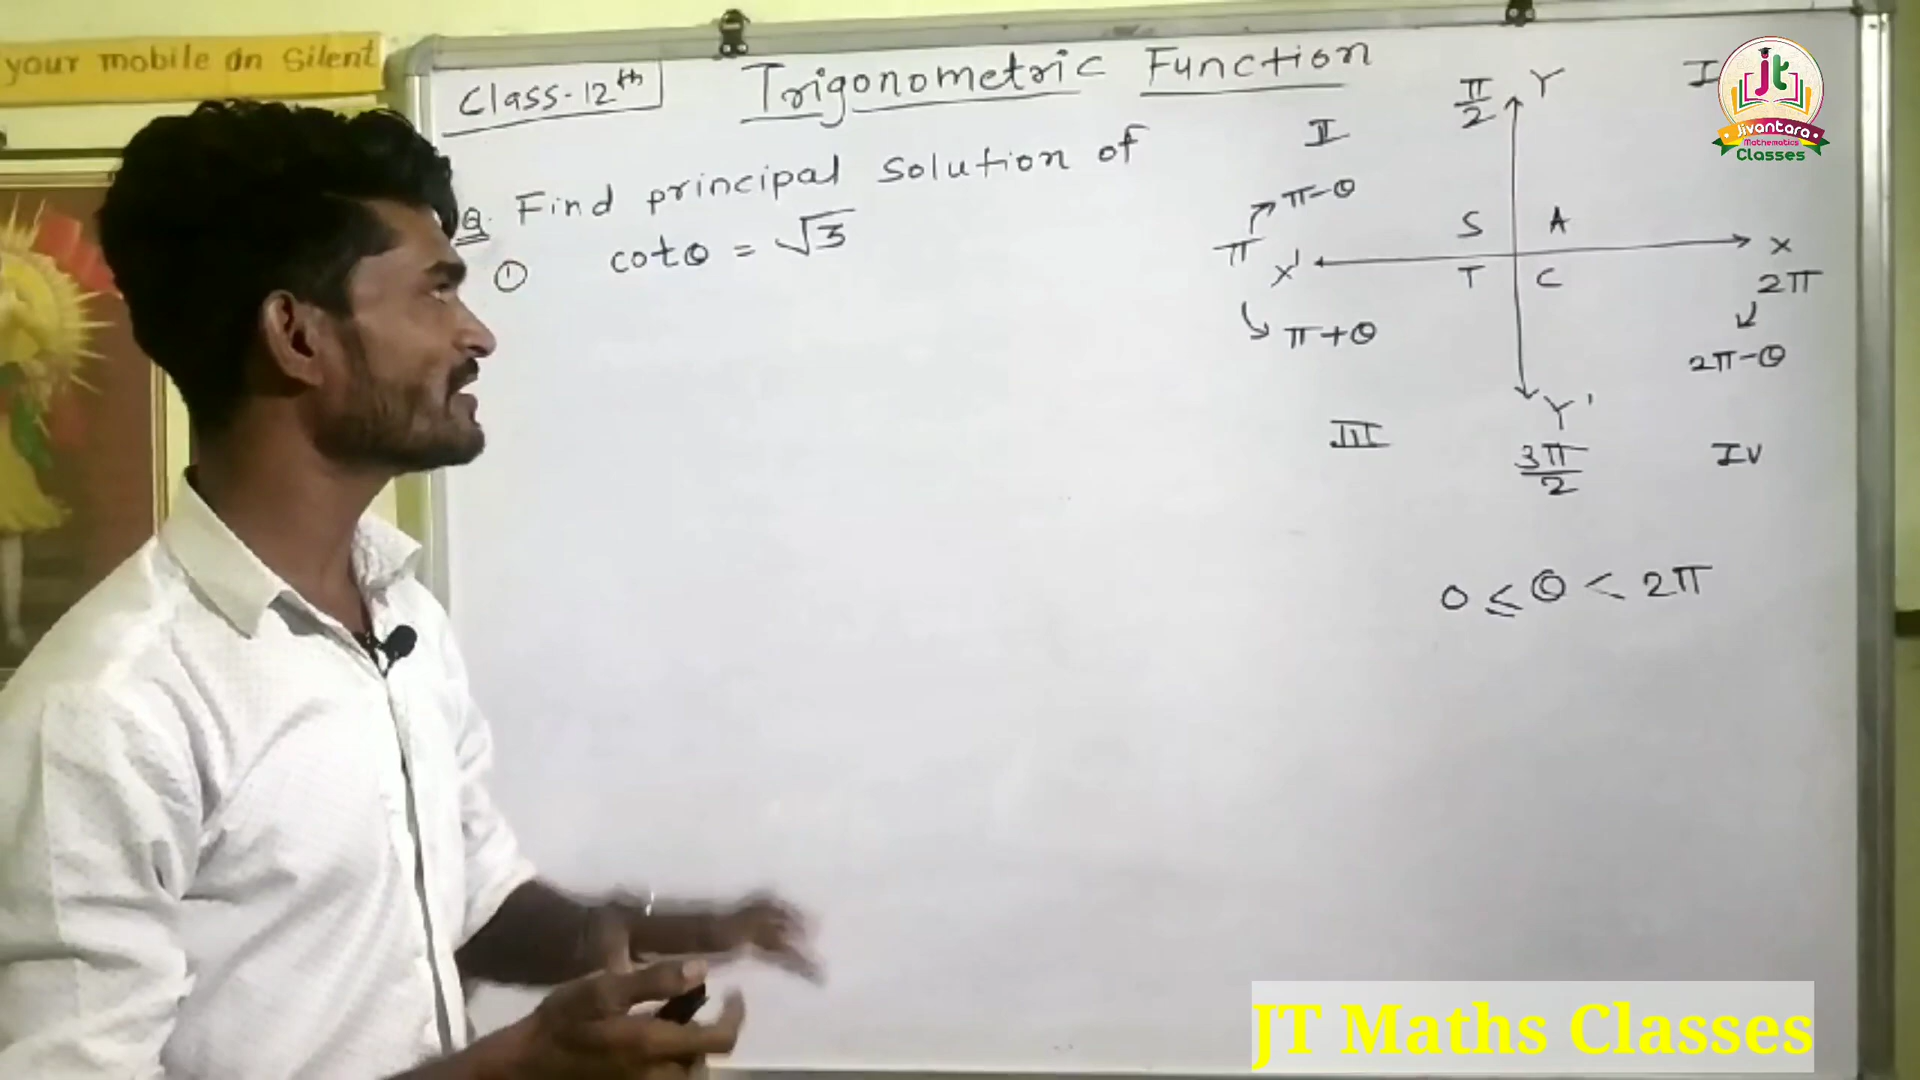 your mobile on Silent
Class-12th
Trigonometric Function
Q. Find principal solution of
① cotθ = √3
π/2 Y
I
II
π-θ
S A
π X'
X
2π
T C
π+θ
2π-θ
Y'
III
3π/2
IV
0 ≤ θ < 2π
jt
Jivantara
Mathematics
Classes
JT Maths Classes